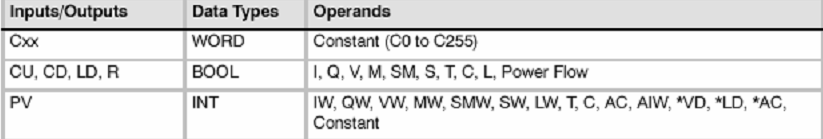 Inputs/Outputs Data Types Operands
Cxx WORD Constant (C0 to C255)
CU, CD, LD, R BOOL I, Q, V, M, SM, S, T, C, L, Power Flow
PV INT IW, QW, VW, MW, SMW, SW, LW, T, C, AC, AIW, *VD, *LD, *AC,
Constant